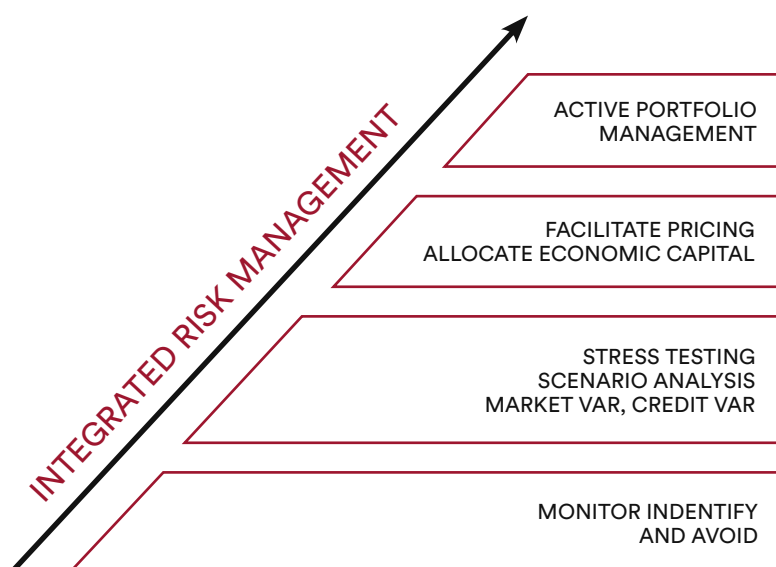 INTEGRATED RISK MANAGEMENT
ACTIVE PORTFOLIO
MANAGEMENT
FACILITATE PRICING
ALLOCATE ECONOMIC CAPITAL
STRESS TESTING
SCENARIO ANALYSIS
MARKET VAR, CREDIT VAR
MONITOR INDENTIFY
AND AVOID